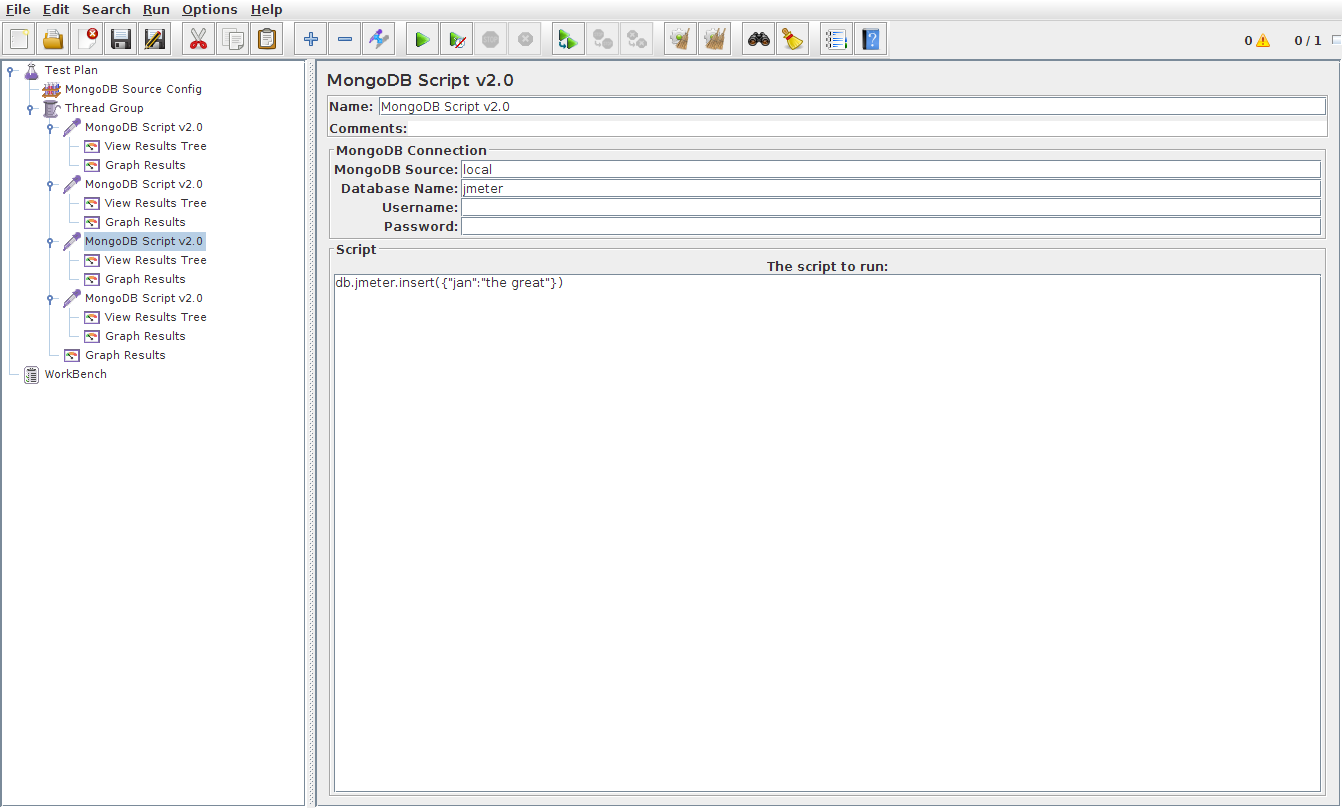 File Edit Search Run Options Help
0 0 / 1
Test Plan
MongoDB Source Config
Thread Group
MongoDB Script v2.0
View Results Tree
Graph Results
MongoDB Script v2.0
View Results Tree
Graph Results
MongoDB Script v2.0
View Results Tree
Graph Results
MongoDB Script v2.0
View Results Tree
Graph Results
Graph Results
WorkBench
MongoDB Script v2.0
Name: MongoDB Script v2.0
Comments:
MongoDB Connection
MongoDB Source: local
Database Name: jmeter
Username:
Password:
Script
The script to run:
db.jmeter.insert({"jan":"the great"})